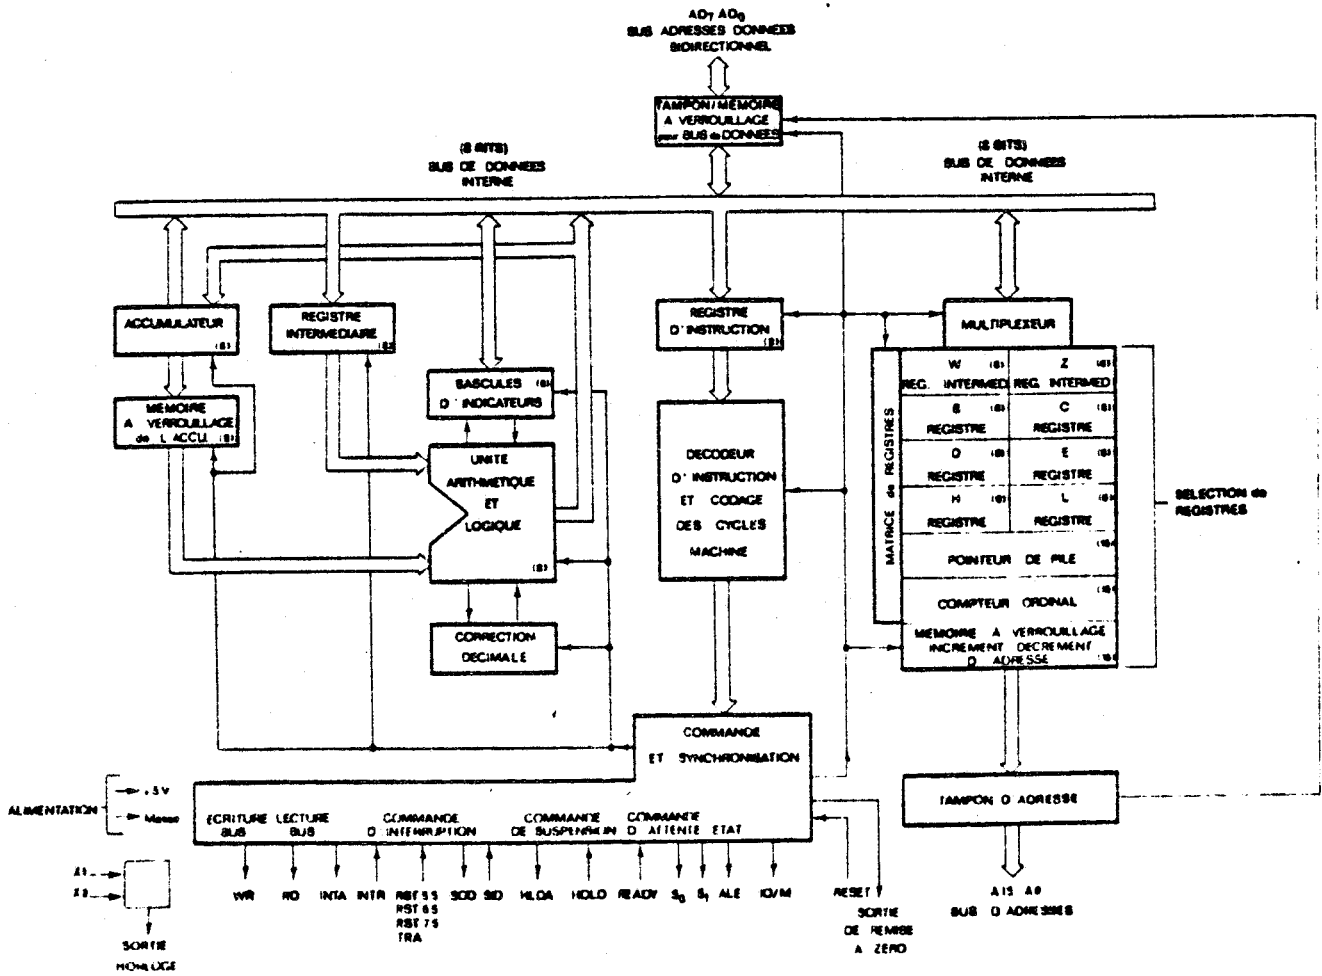 AD7 AD0
BUS ADRESSES DONNEES
BIDIRECTIONNEL
TAMPON/MEMOIRE
A VERROUILLAGE
pour BUS de DONNEES
(8 BITS)
BUS DE DONNEES
INTERNE
(8 BITS)
BUS DE DONNEES
INTERNE
ACCUMULATEUR
(8)
REGISTRE
INTERMEDIAIRE
(8)
REGISTRE
D'INSTRUCTION
(8)
MULTIPLEXEUR
MEMOIRE
A VERROUILLAGE
de L ACCU. (8)
BASCULES (8)
D'INDICATEURS
UNITE
ARITHMETIQUE
ET
LOGIQUE
(8)
CORRECTION
DECIMALE
DECODEUR
D'INSTRUCTION
ET CODAGE
DES CYCLES
MACHINE
MATRICE de REGISTRES
W (8) Z (8)
REG. INTERMED REG. INTERMED
B (8) C (8)
REGISTRE REGISTRE
D (8) E (8)
REGISTRE REGISTRE
H (8) L (8)
REGISTRE REGISTRE
POINTEUR DE PILE
(16)
COMPTEUR ORDINAL
(16)
MEMOIRE A VERROUILLAGE
INCREMENT DECREMENT
D ADRESSE (16)
SELECTION de
REGISTRES
COMMANDE
ET SYNCHRONISATION
ECRITURE LECTURE COMMANDE COMMANDE COMMANDE
BUS BUS D'INTERRUPTION DE SUSPENSION D'ATTENTE ETAT
TAMPON D ADRESSE
ALIMENTATION
+5V
Masse
X1
X2
SORTIE
HORLOGE
WR RD INTA INTR RST 5 5 SOD SID HLDA HOLD READY S0 S1 ALE IO/M RESET
RST 6 5
RST 7 5
TRA
SORTIE
DE REMISE
A ZERO
A15 A8
BUS D ADRESSES